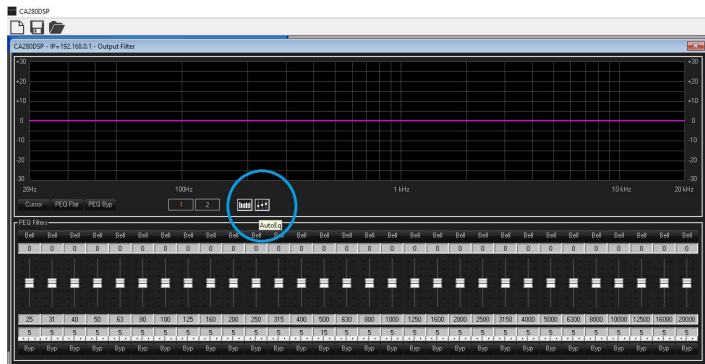 CA280DSP
CA280DSP - IP=192.168.0.1 - Output Filter
+30 +30
+20 +20
+10 +10
0 0
-10 -10
-20 -20
-30 -30
20Hz 100Hz 1 kHz 10 kHz 20 kHz
Cursor PEQ Flat PEQ Byp 1 2
AutoEq
PEQ Filters
Bell Bell Bell Bell Bell Bell Bell Bell Bell Bell Bell Bell Bell Bell Bell Bell Bell Bell Bell Bell Bell Bell Bell Bell Bell Bell Bell Bell Bell Bell
0 0 0 0 0 0 0 0 0 0 0 0 0 0 0 0 0 0 0 0 0 0 0 0 0 0 0 0 0 0
25 31 40 50 63 80 100 125 160 200 250 315 400 500 630 800 1000 1250 1600 2000 2500 3150 4000 5000 6300 8000 10000 12500 16000 20000
5 5 5 5 5 5 5 5 5 5 5 5 5 5 15 5 5 5 5 5 5 5 5 5 5 5 5 5 5 5
Byp Byp Byp Byp Byp Byp Byp Byp Byp Byp Byp Byp Byp Byp Byp Byp Byp Byp Byp Byp Byp Byp Byp Byp Byp Byp Byp Byp Byp Byp